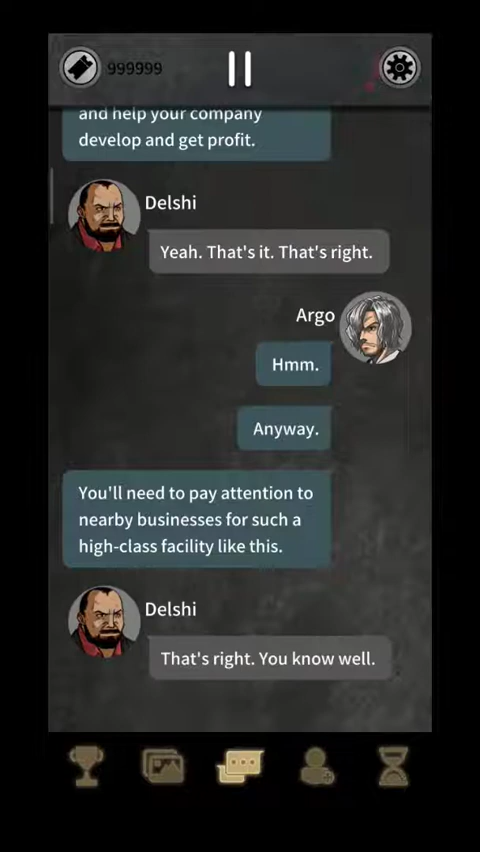 999999
and help your company
develop and get profit.
Delshi
Yeah. That's it. That's right.
Argo
Hmm.
Anyway.
You'll need to pay attention to
nearby businesses for such a
high-class facility like this.
Delshi
That's right. You know well.